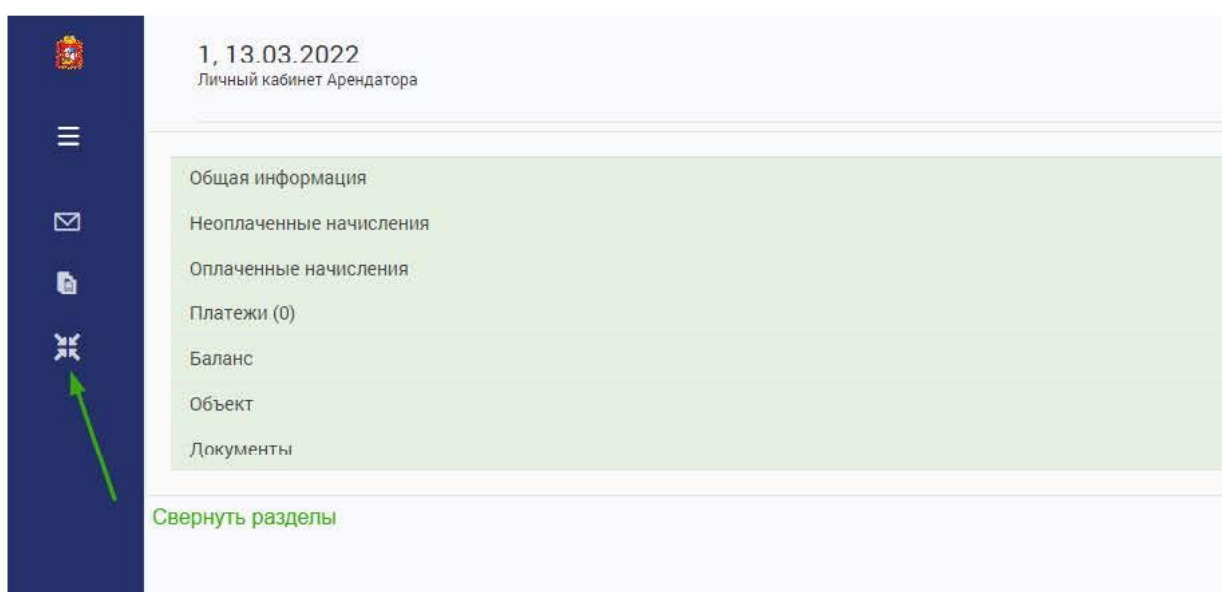 1, 13.03.2022
Личный кабинет Арендатора
Общая информация
Неоплаченные начисления
Оплаченные начисления
Платежи (0)
Баланс
Объект
Документы
Свернуть разделы